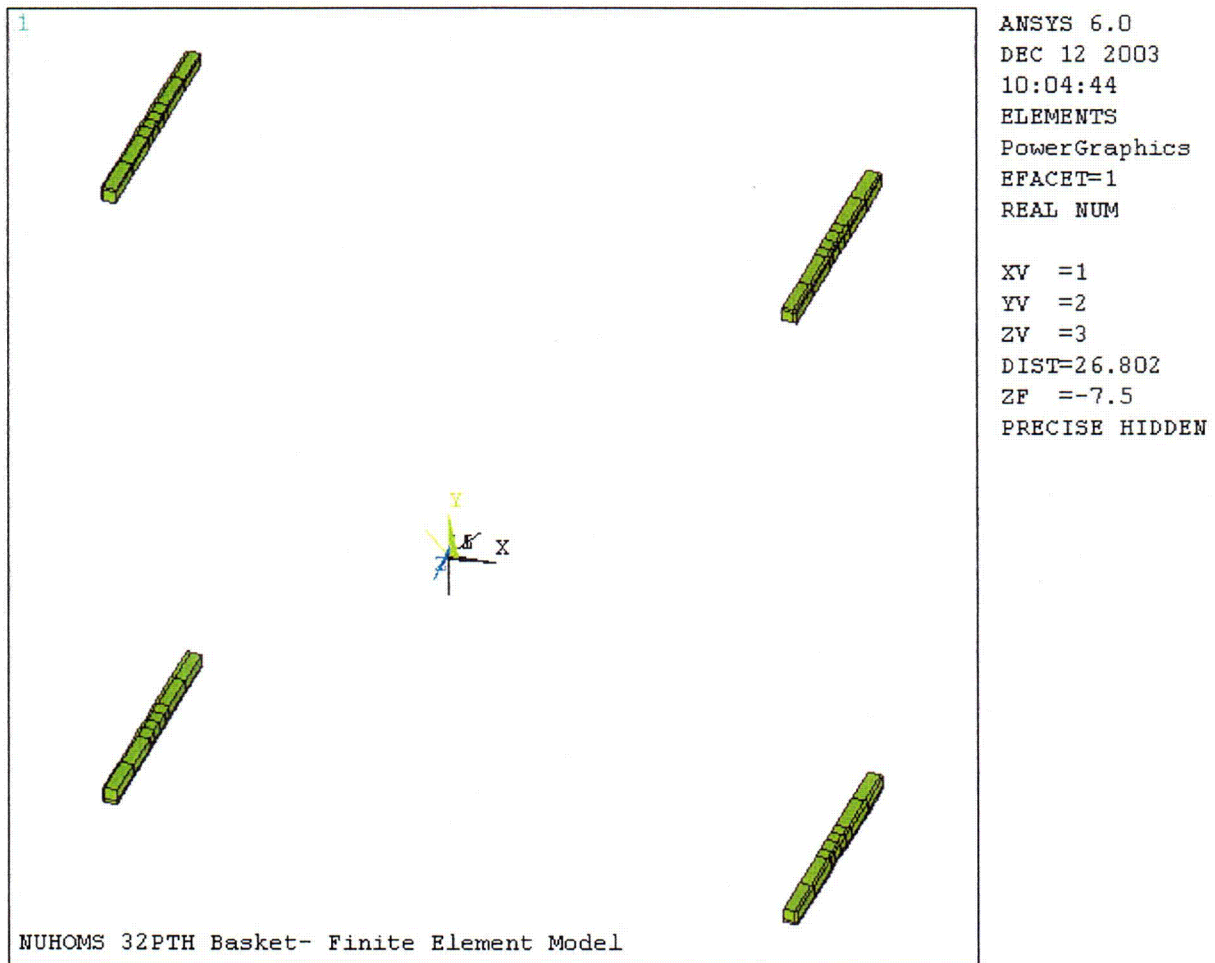 1
ANSYS 6.0
DEC 12 2003
10:04:44
ELEMENTS
PowerGraphics
EFACET=1
REAL NUM
XV =1
YV =2
ZV =3
DIST=26.802
ZF =-7.5
PRECISE HIDDEN
Y
X
Z
NUHOMS 32PTH Basket- Finite Element Model